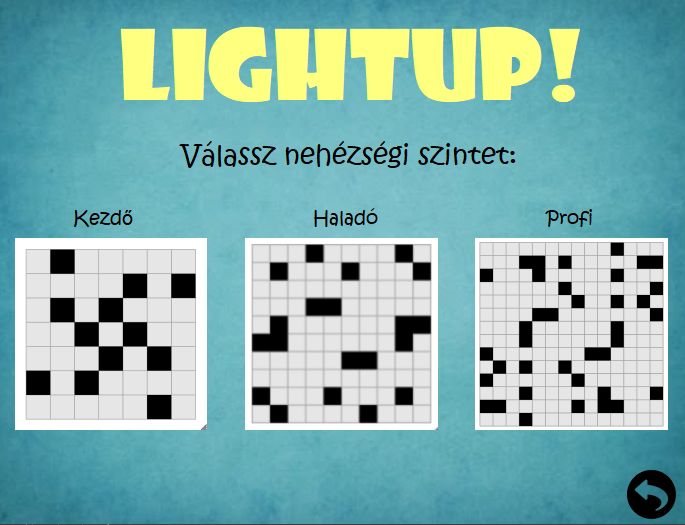 LIGHTUP!
Válassz nehézségi szintet:
Kezdő
Haladó
Profi